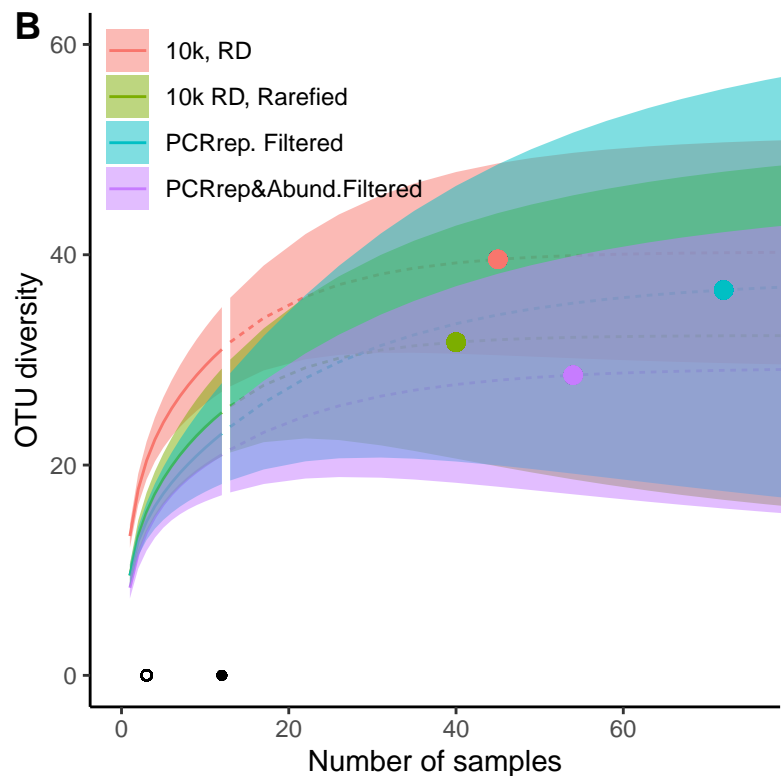 B
60
10k, RD
10k RD, Rarefied
PCRrep. Filtered
PCRrep&Abund.Filtered
40
OTU diversity
20
0
0 20 40 60
Number of samples